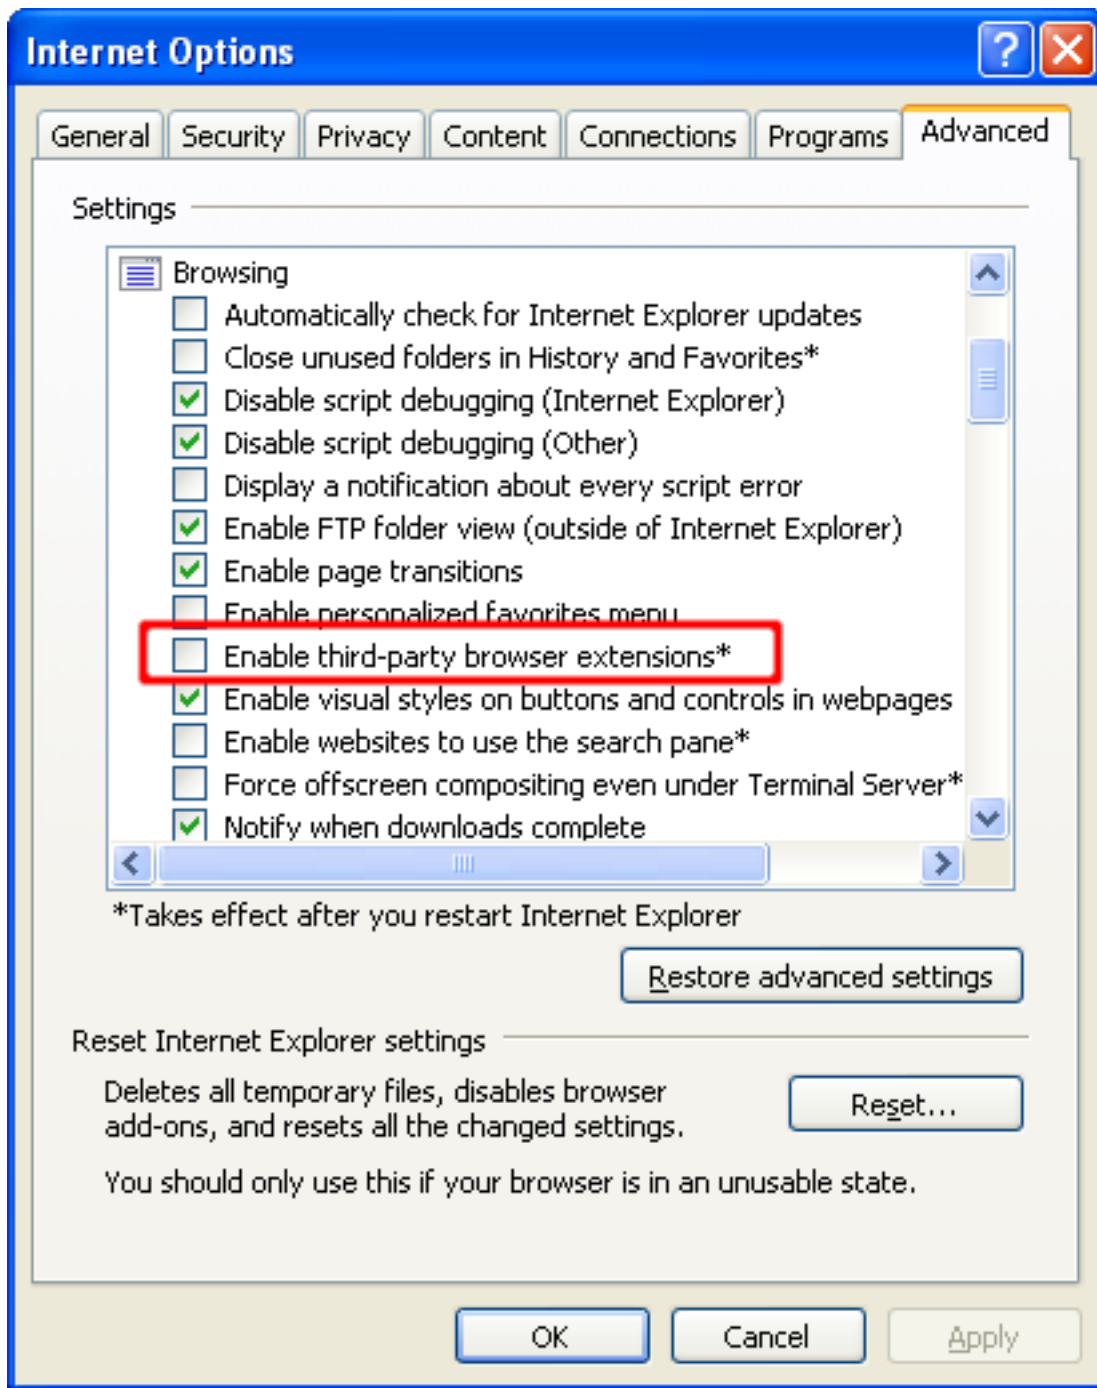 Internet Options
General Security Privacy Content Connections Programs Advanced
Settings
Browsing
Automatically check for Internet Explorer updates
Close unused folders in History and Favorites*
Disable script debugging (Internet Explorer)
Disable script debugging (Other)
Display a notification about every script error
Enable FTP folder view (outside of Internet Explorer)
Enable page transitions
Enable personalized favorites menu
Enable third-party browser extensions*
Enable visual styles on buttons and controls in webpages
Enable websites to use the search pane*
Force offscreen compositing even under Terminal Server*
Notify when downloads complete
*Takes effect after you restart Internet Explorer
Restore advanced settings
Reset Internet Explorer settings
Deletes all temporary files, disables browser
add-ons, and resets all the changed settings.
Reset...
You should only use this if your browser is in an unusable state.
OK Cancel Apply